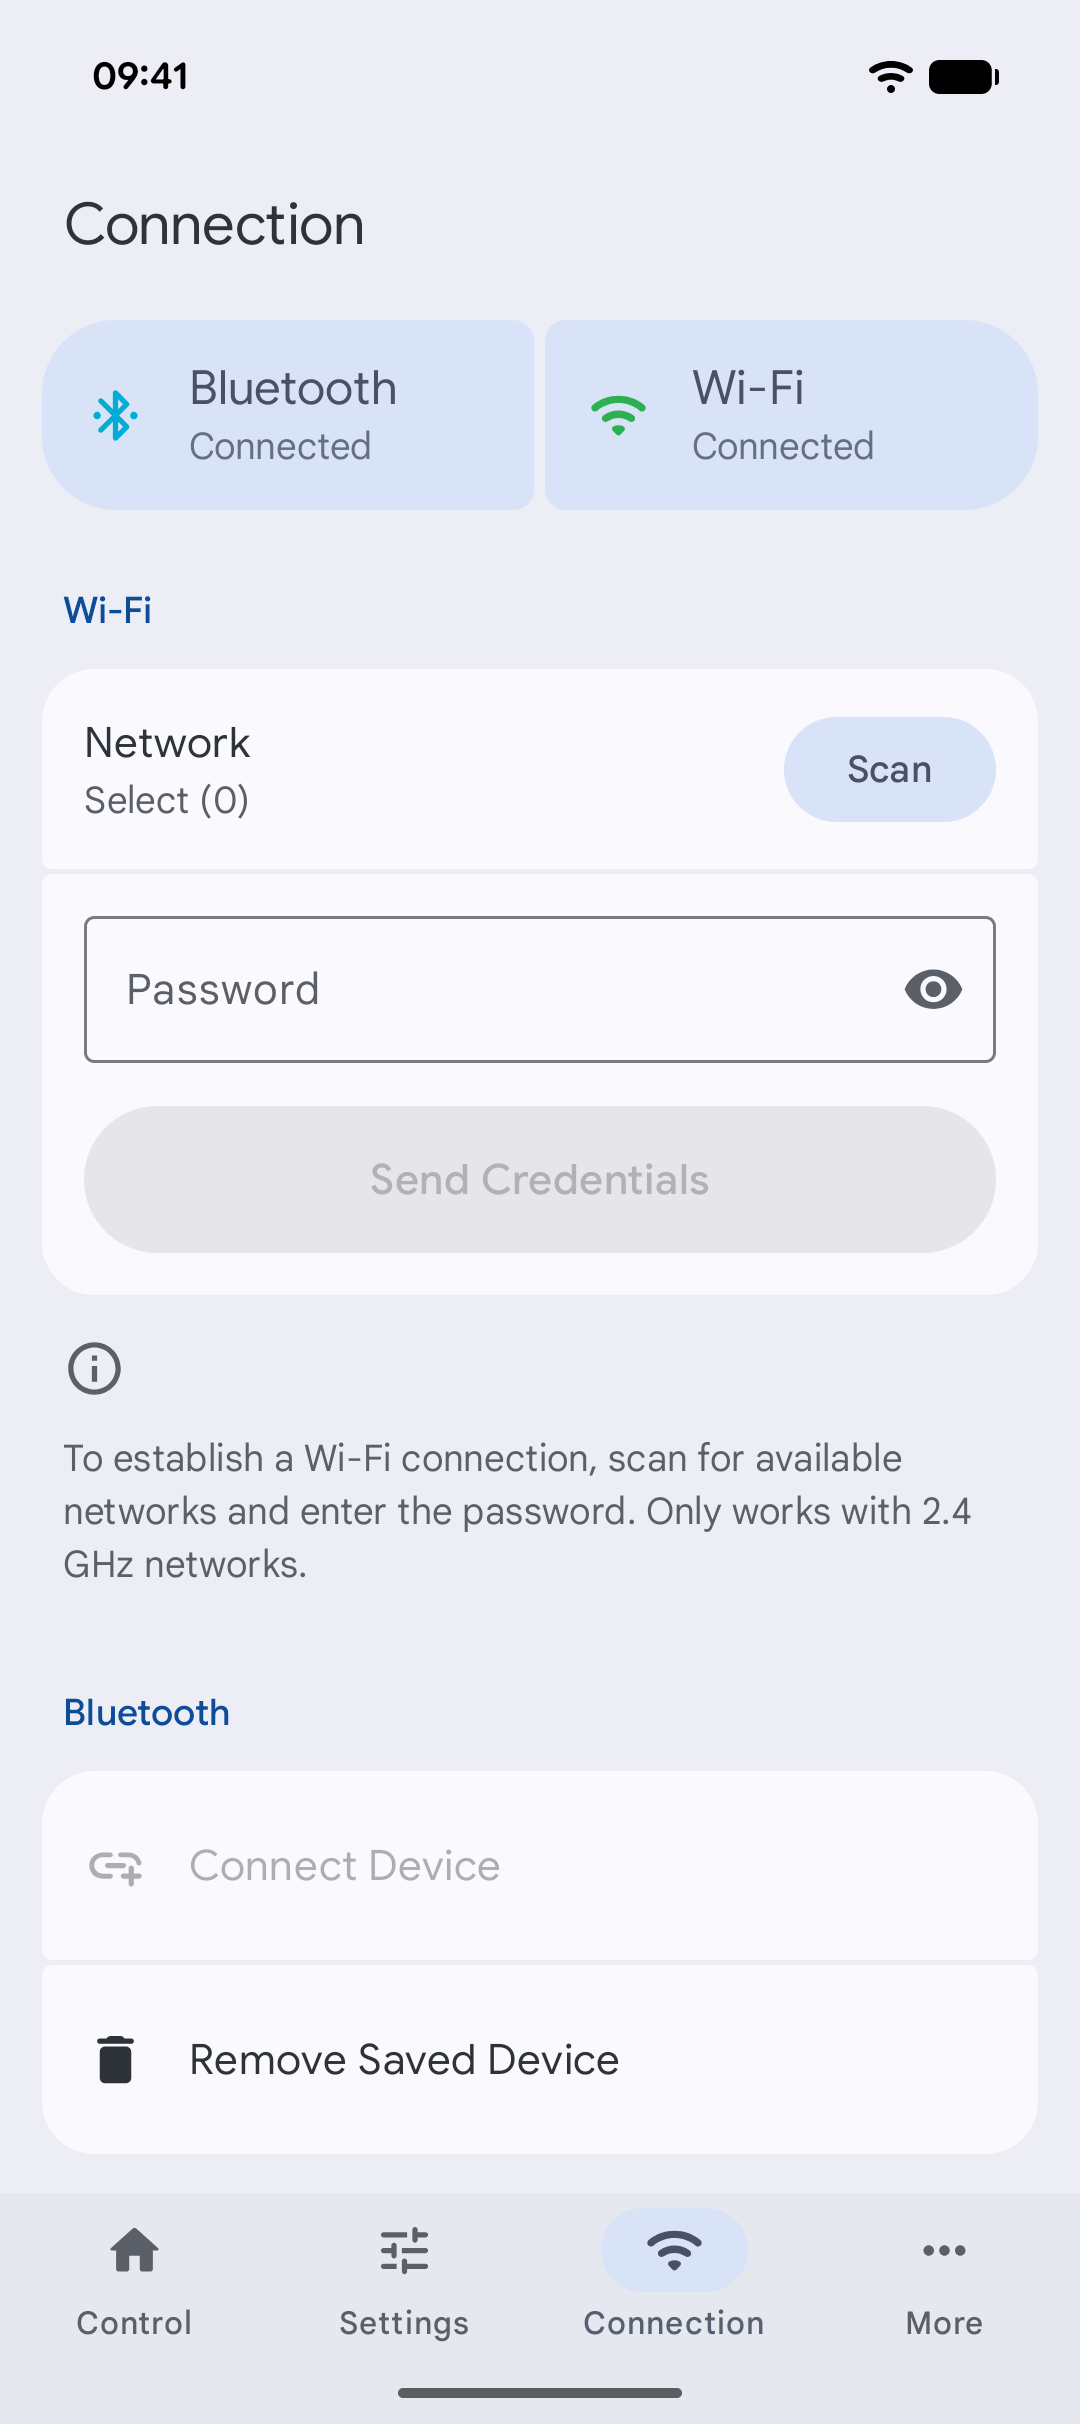 09:41
Connection
Bluetooth
Connected
Wi-Fi
Connected
Wi-Fi
Network
Select (0)
Scan
Password
Send Credentials
To establish a Wi-Fi connection, scan for available
networks and enter the password. Only works with 2.4
GHz networks.
Bluetooth
Connect Device
Remove Saved Device
Control
Settings
Connection
More